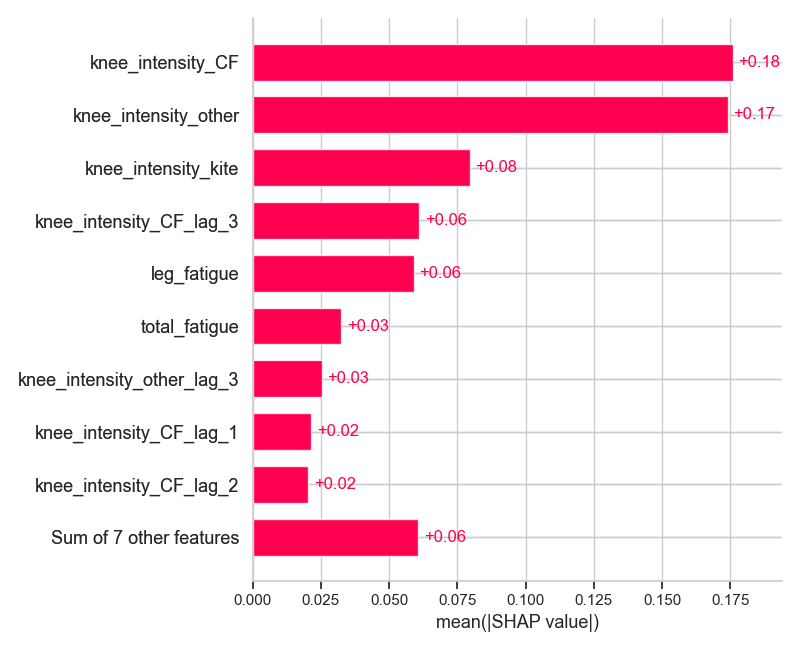 knee_intensity_CF +0.18
knee_intensity_other +0.17
knee_intensity_kite +0.08
knee_intensity_CF_lag_3 +0.06
leg_fatigue +0.06
total_fatigue +0.03
knee_intensity_other_lag_3 +0.03
knee_intensity_CF_lag_1 +0.02
knee_intensity_CF_lag_2 +0.02
Sum of 7 other features +0.06
0.000 0.025 0.050 0.075 0.100 0.125 0.150 0.175
mean(|SHAP value|)